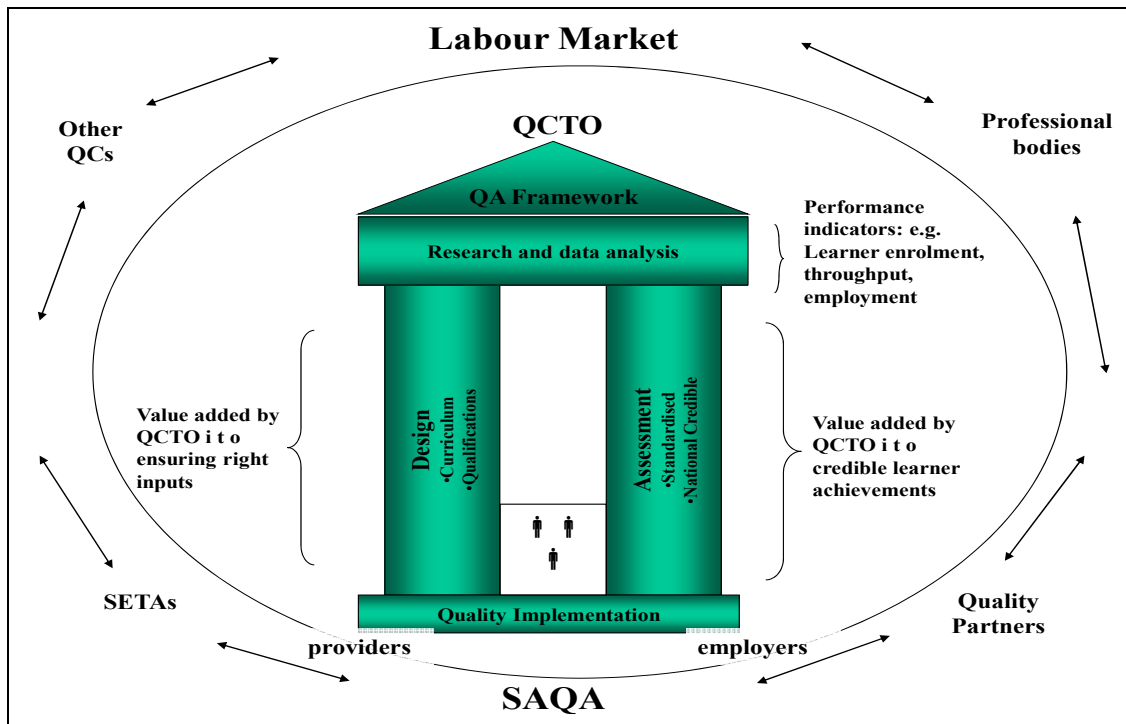 Labour Market
Other
QCs
QCTO
Professional
bodies
QA Framework
Research and data analysis
Performance
indicators: e.g.
Learner enrolment,
throughput,
employment
Value added by
QCTO i t o
ensuring right
inputs
Design
•Curriculum
•Qualifications
Assessment
•Standardised
•National Credible
Value added by
QCTO i t o
credible learner
achievements
SETAs
Quality Implementation
Quality
Partners
providers
employers
SAQA